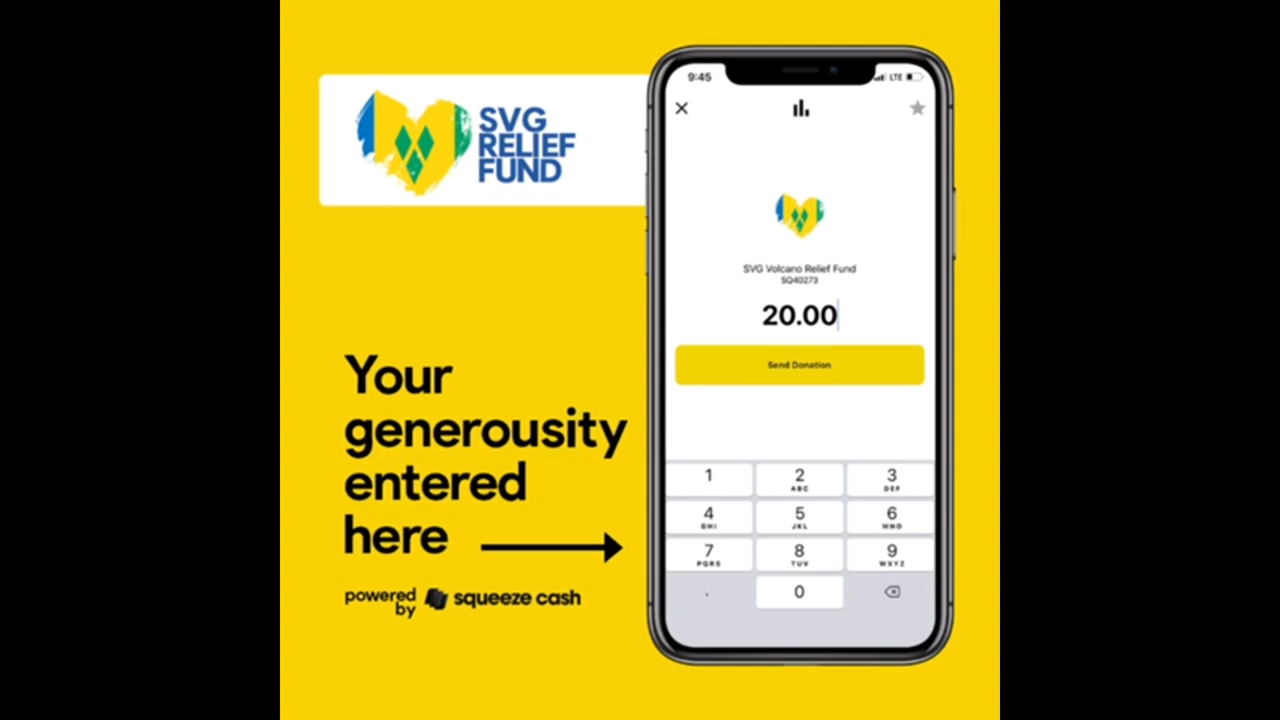 SVG
RELIEF
FUND
Your
generousity
entered
here
powered
by
squeeze cash
9:45
LTE
SVG Volcano Relief Fund
SQ40273
20.00
Send Donation
1
2
ABC
3
DEF
4
GHI
5
JKL
6
MNO
7
PQRS
8
TUV
9
WXYZ
.
0